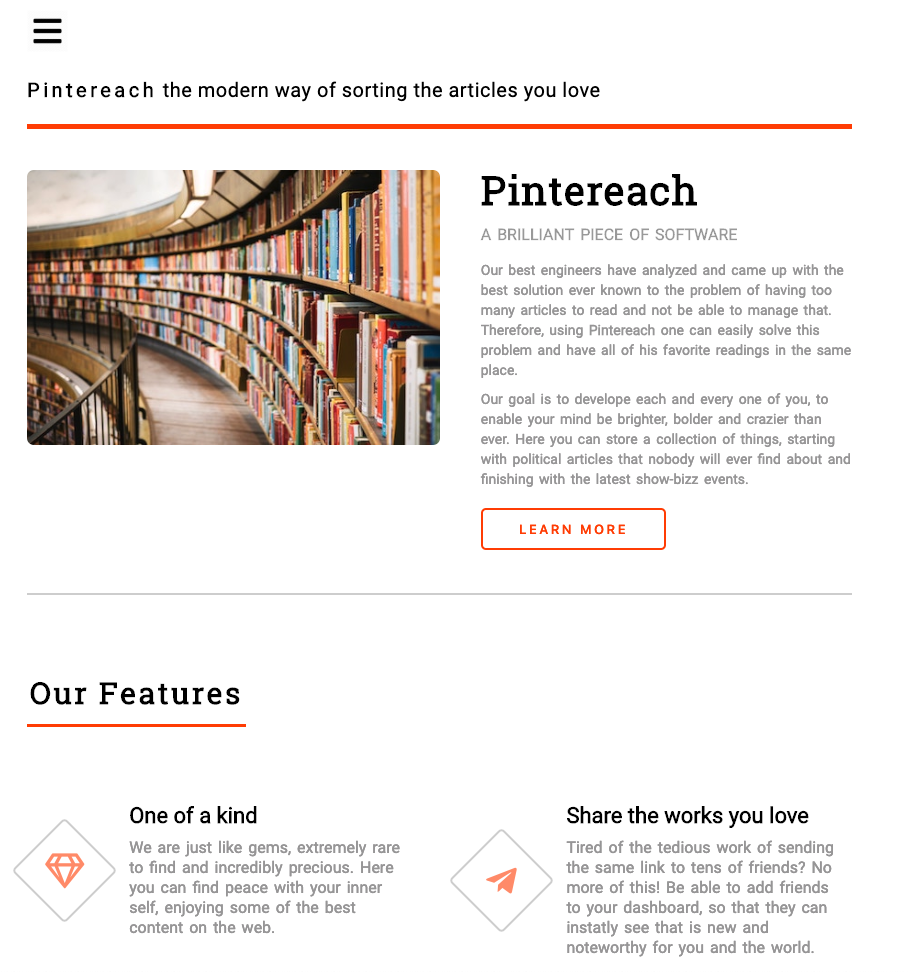 Pintereach the modern way of sorting the articles you love
Pintereach
A BRILLIANT PIECE OF SOFTWARE
Our best engineers have analyzed and came up with the
best solution ever known to the problem of having too
many articles to read and not be able to manage that.
Therefore, using Pintereach one can easily solve this
problem and have all of his favorite readings in the same
place.
Our goal is to develope each and every one of you, to
enable your mind be brighter, bolder and crazier than
ever. Here you can store a collection of things, starting
with political articles that nobody will ever find about and
finishing with the latest show-bizz events.
LEARN MORE
Our Features
One of a kind
We are just like gems, extremely rare
to find and incredibly precious. Here
you can find peace with your inner
self, enjoying some of the best
content on the web.
Share the works you love
Tired of the tedious work of sending
the same link to tens of friends? No
more of this! Be able to add friends
to your dashboard, so that they can
instatly see that is new and
noteworthy for you and the world.